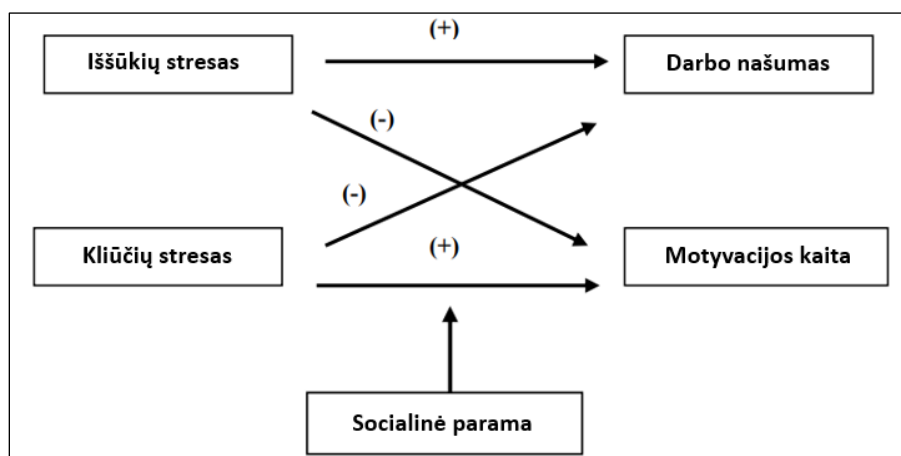 (+)
Iššūkių stresas
Darbo našumas
(-)
(-)
Kliūčių stresas
(+)
Motyvacijos kaita
Socialinė parama